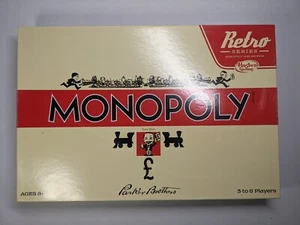 Retro
SERIES
MONOPOLY
£
Parker Brothers
AGES 8+
3 to 6 Players